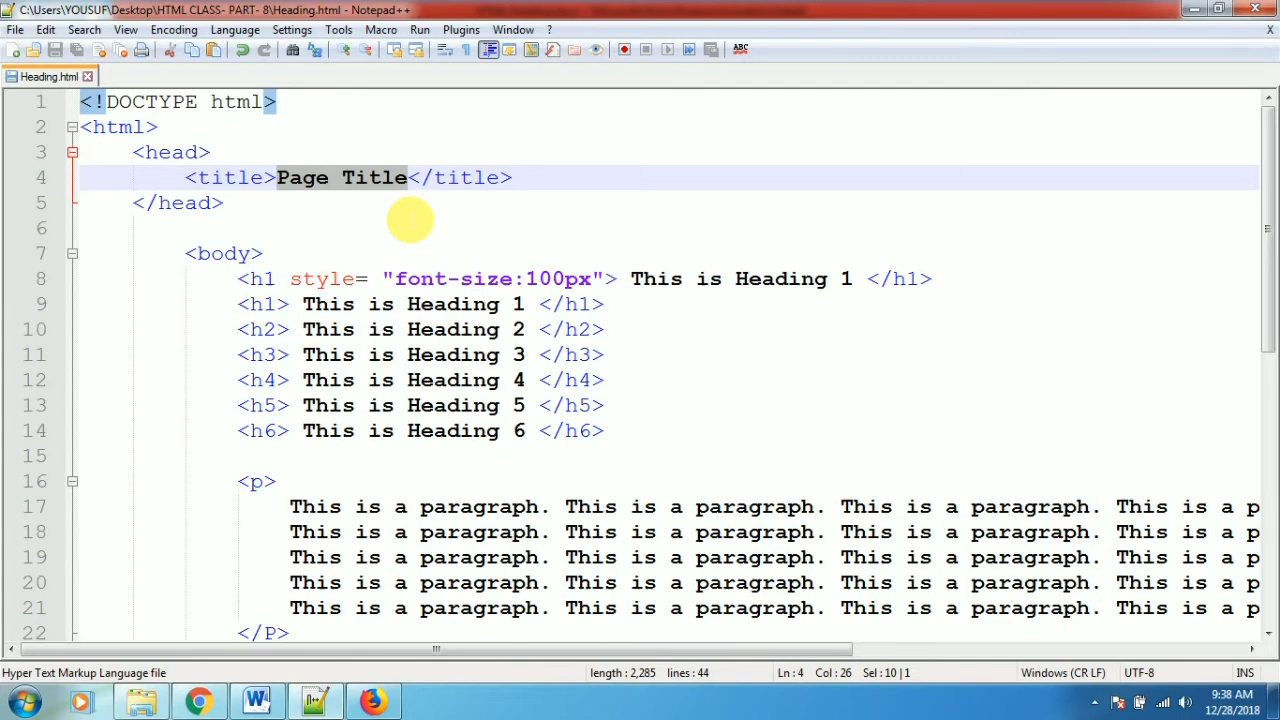 C:\Users\YOUSUF\Desktop\HTML CLASS- PART- 8\Heading.html - Notepad++
File Edit Search View Encoding Language Settings Tools Macro Run Plugins Window ? X
ABC
Heading.html
1 <!DOCTYPE html>
2 <html>
3 <head>
4 <title>Page Title</title>
5 </head>
6
7 <body>
8 <h1 style= "font-size:100px"> This is Heading 1 </h1>
9 <h1> This is Heading 1 </h1>
10 <h2> This is Heading 2 </h2>
11 <h3> This is Heading 3 </h3>
12 <h4> This is Heading 4 </h4>
13 <h5> This is Heading 5 </h5>
14 <h6> This is Heading 6 </h6>
15
16 <p>
17 This is a paragraph. This is a paragraph. This is a paragraph. This is a p
18 This is a paragraph. This is a paragraph. This is a paragraph. This is a p
19 This is a paragraph. This is a paragraph. This is a paragraph. This is a p
20 This is a paragraph. This is a paragraph. This is a paragraph. This is a p
21 This is a paragraph. This is a paragraph. This is a paragraph. This is a p
22 </P>
Hyper Text Markup Language file length : 2,285 lines : 44 Ln : 4 Col : 26 Sel : 10 | 1 Windows (CR LF) UTF-8 INS
9:38 AM
12/28/2018